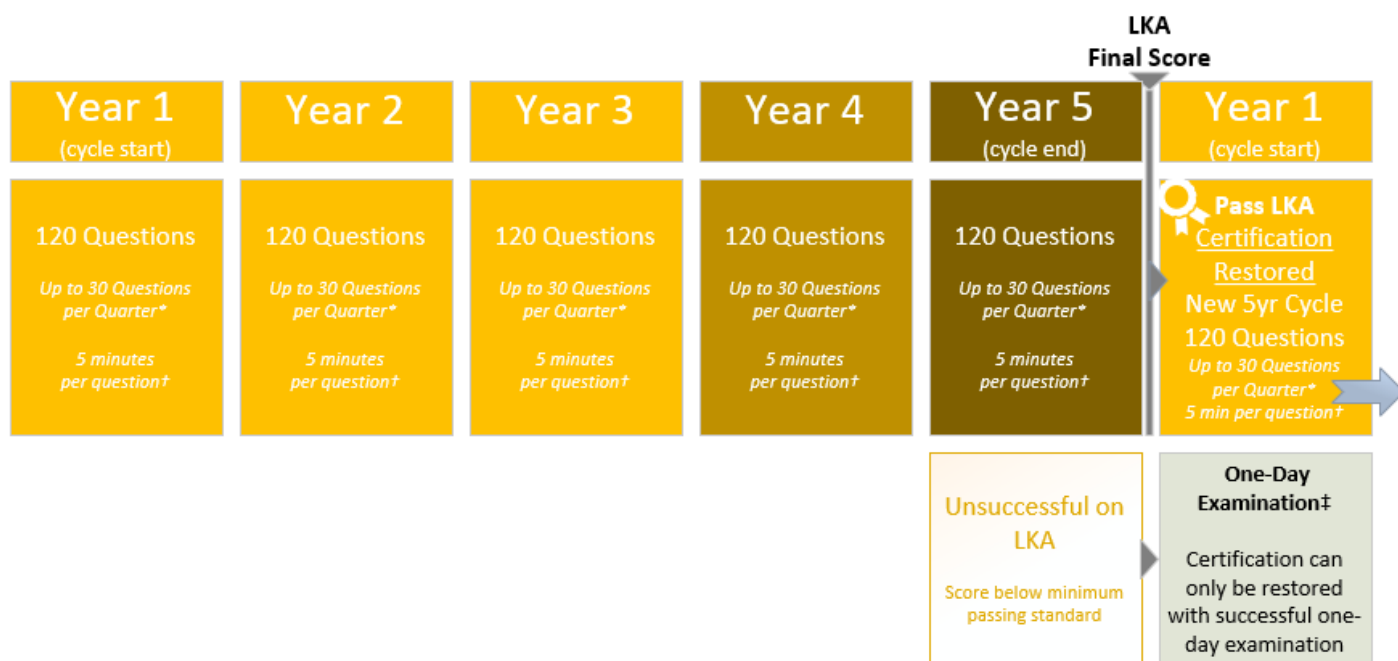 LKA
Final Score
Year 1
(cycle start)
Year 2
Year 3
Year 4
Year 5
(cycle end)
Year 1
(cycle start)
120 Questions
Up to 30 Questions
per Quarter*
5 minutes
per question†
120 Questions
Up to 30 Questions
per Quarter*
5 minutes
per question†
120 Questions
Up to 30 Questions
per Quarter*
5 minutes
per question†
120 Questions
Up to 30 Questions
per Quarter*
5 minutes
per question†
120 Questions
Up to 30 Questions
per Quarter*
5 minutes
per question†
Pass LKA
Certification
Restored
New 5yr Cycle
120 Questions
Up to 30 Questions
per Quarter*
5 min per question†
Unsuccessful on
LKA
Score below minimum
passing standard
One-Day
Examination‡
Certification can
only be restored
with successful one-
day examination